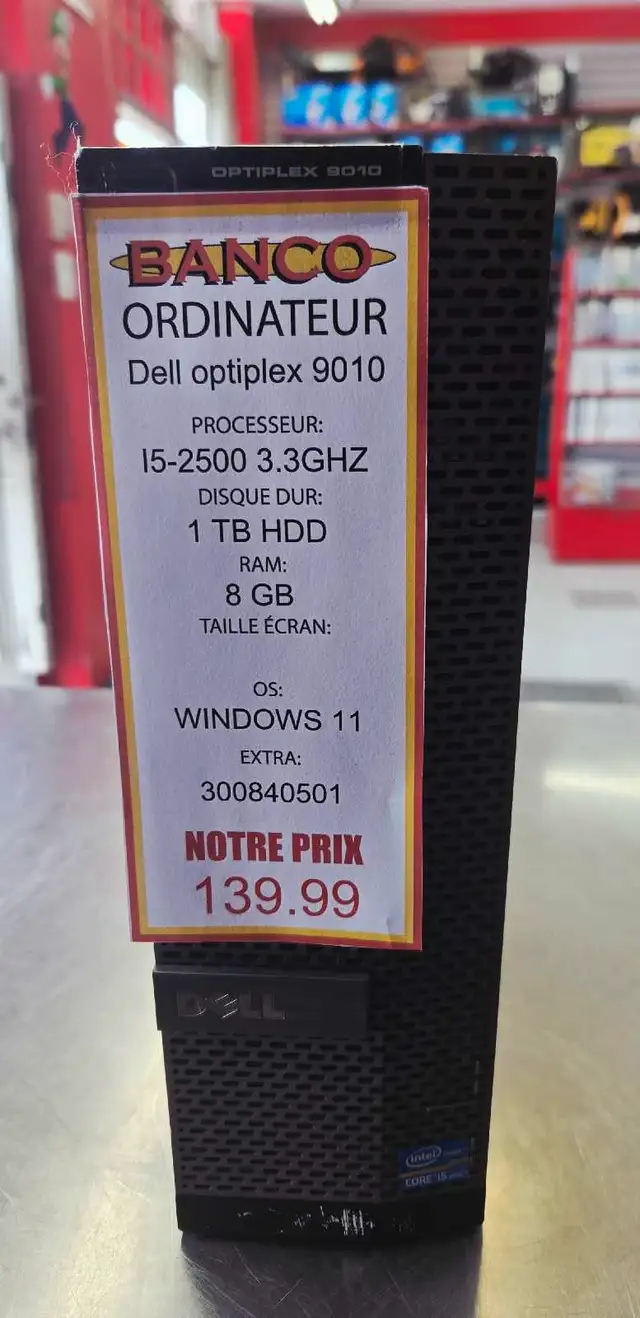 OPTIPLEX 9010
BANCO
ORDINATEUR
Dell optiplex 9010
PROCESSEUR:
I5-2500 3.3GHZ
DISQUE DUR:
1 TB HDD
RAM:
8 GB
TAILLE ÉCRAN:
OS:
WINDOWS 11
EXTRA:
300840501
NOTRE PRIX
139.99
DELL
intel
CORE i5